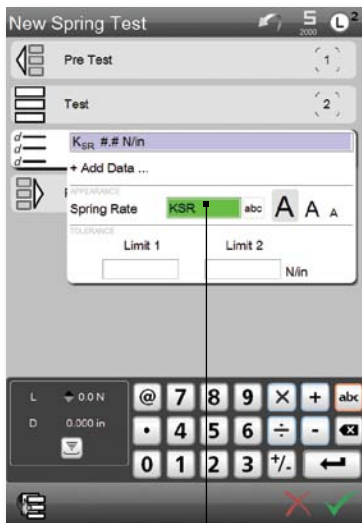 New Spring Test 5 2000 L2
Pre Test 1
Test 2
d
d
d
KSR #.# N/in
+ Add Data ...
APPEARANCE
Spring Rate KSR abc A A A
TOLERANCE
Limit 1 Limit 2
N/in
L 0.0 N @ 7 8 9 × + abc
D 0.000 in . 4 5 6 ÷ -
0 1 2 3 +/-